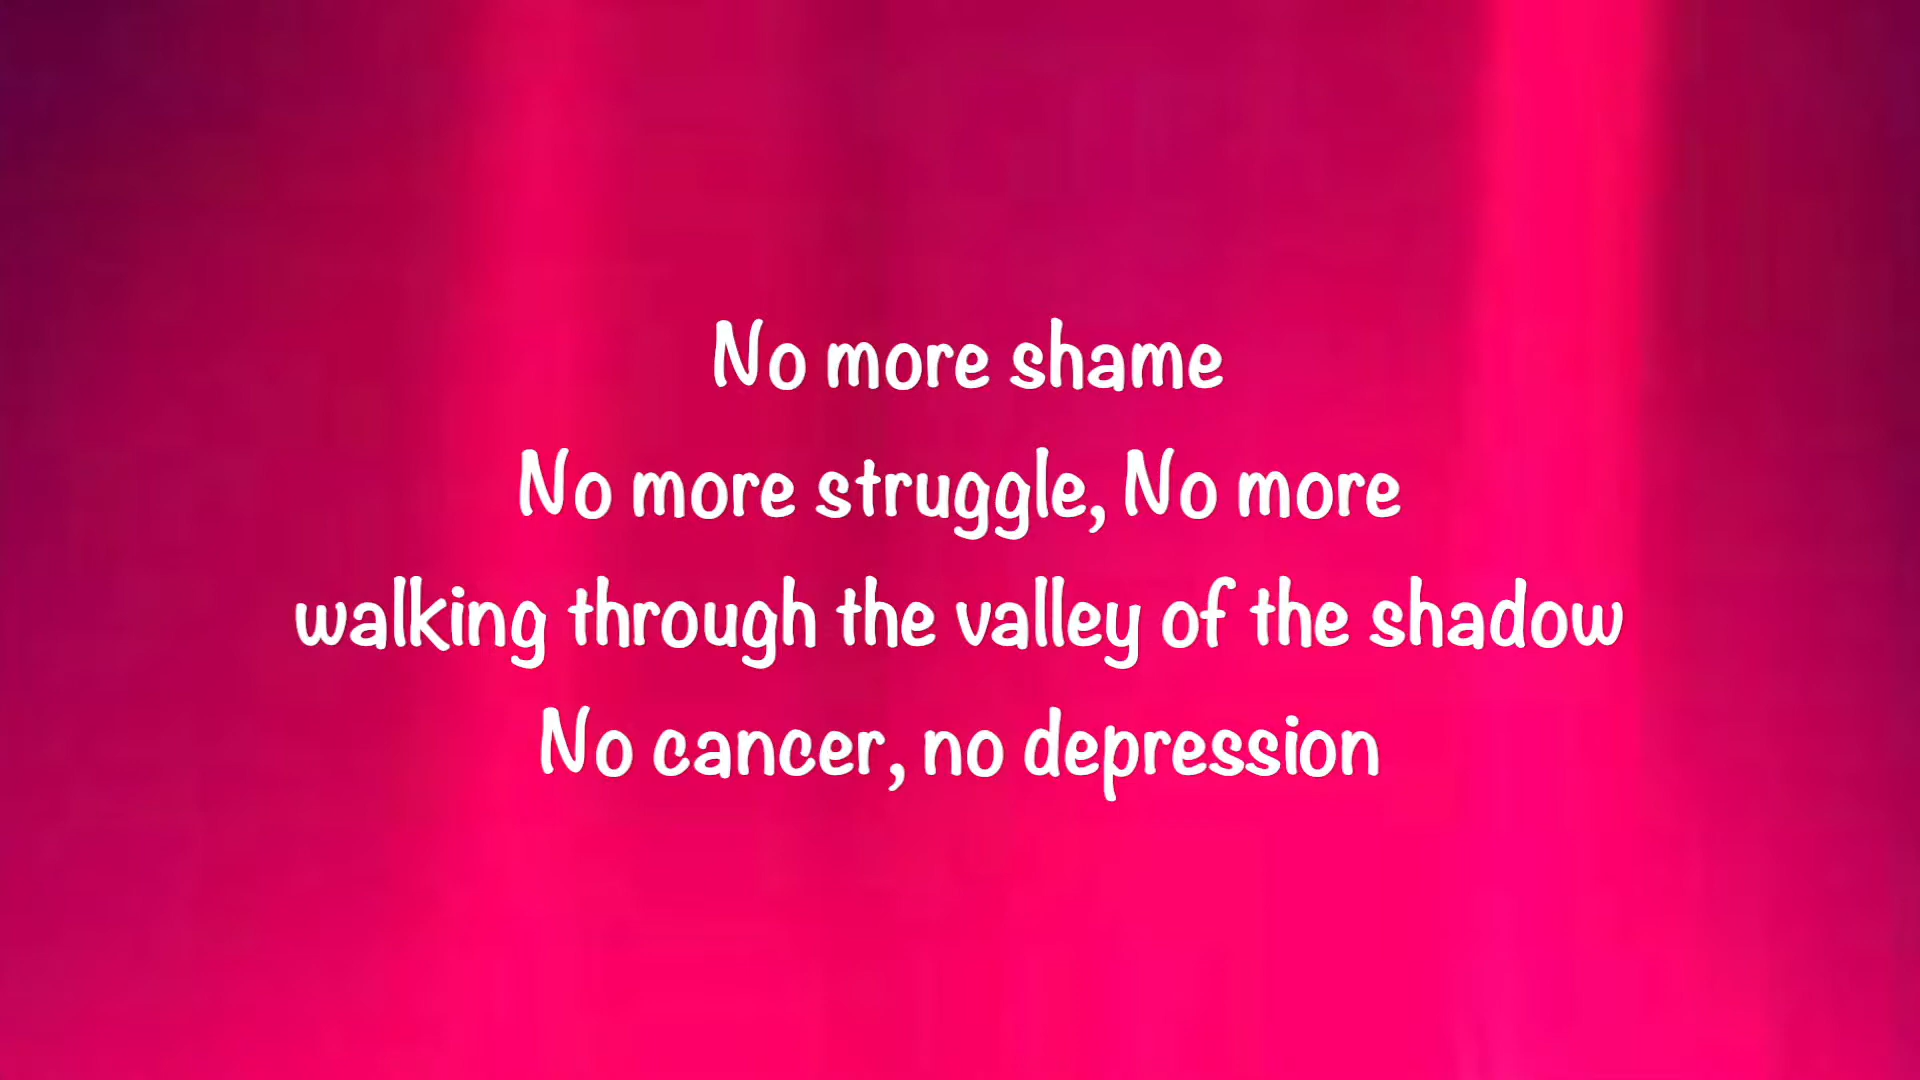 No more shame
No more struggle, No more
walking through the valley of the shadow
No cancer, no depression